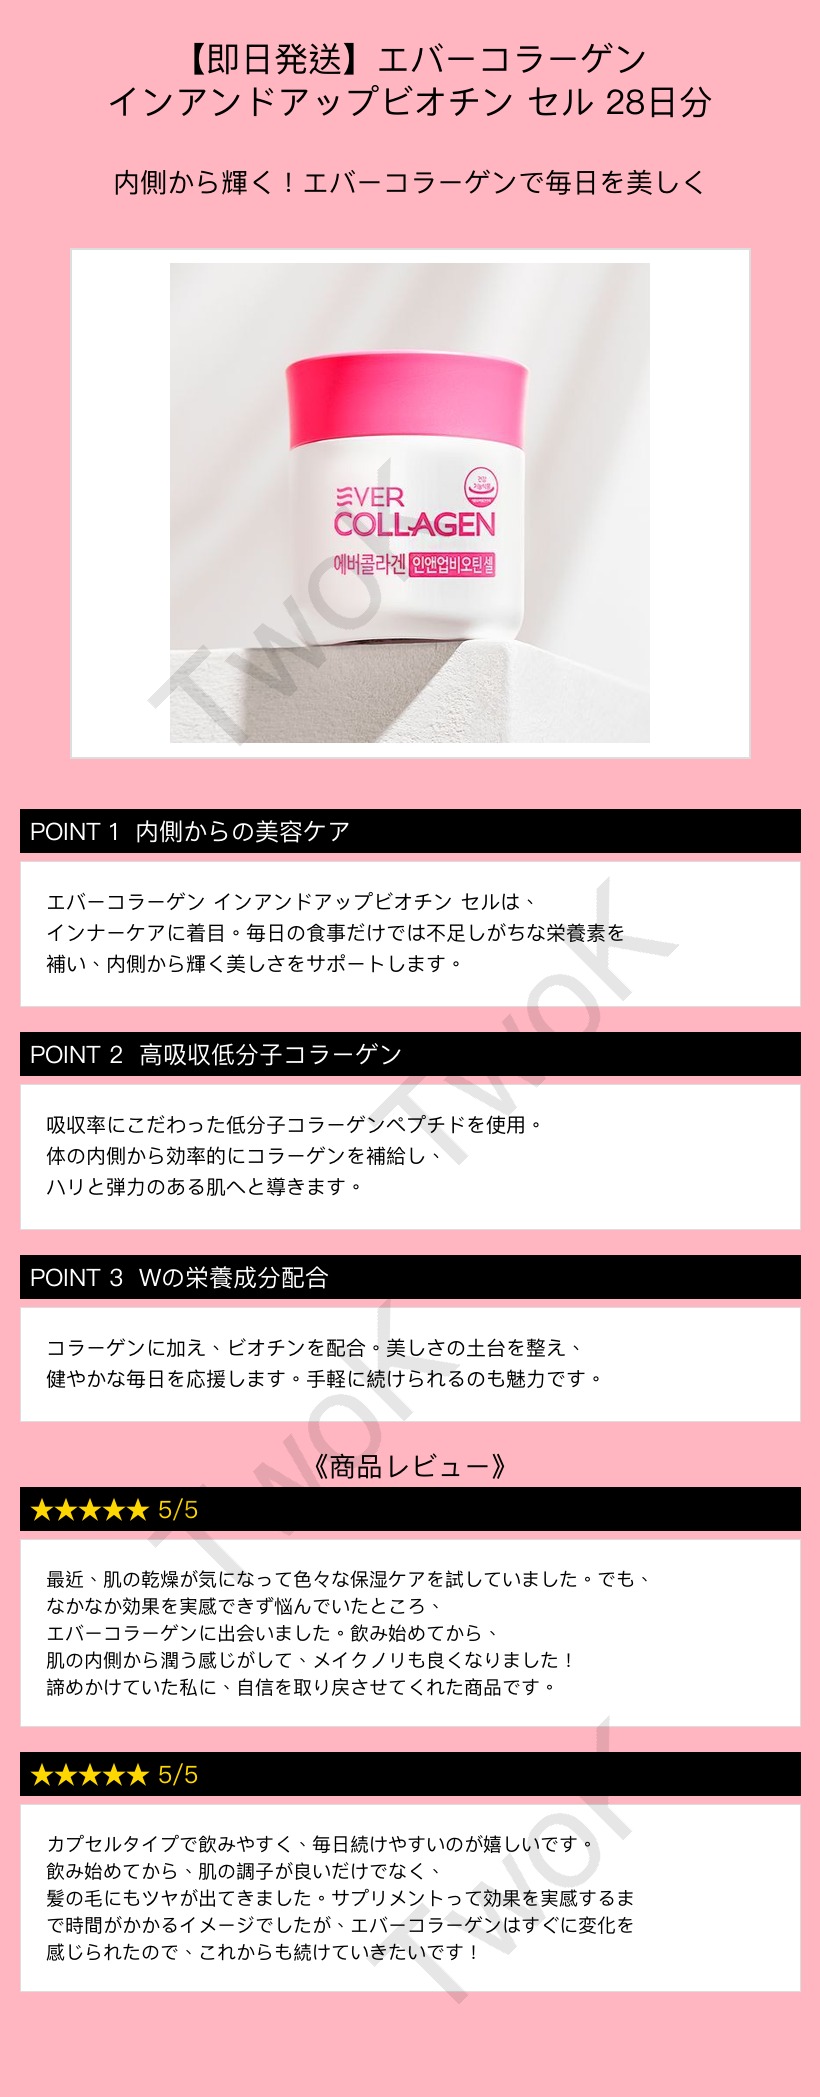 【即日発送】エバーコラーゲン
インアンドアップビオチン セル 28日分
内側から輝く！エバーコラーゲンで毎日を美しく
건강
기능식품
EVER
COLLAGEN
에버콜라겐 인앤업비오틴 셀
TwoK
POINT 1 内側からの美容ケア
エバーコラーゲン インアンドアップビオチン セルは、
インナーケアに着目。毎日の食事だけでは不足しがちな栄養素を
補い、内側から輝く美しさをサポートします。
TwoK
POINT 2 高吸収低分子コラーゲン
吸収率にこだわった低分子コラーゲンペプチドを使用。
体の内側から効率的にコラーゲンを補給し、
ハリと弾力のある肌へと導きます。
POINT 3 Wの栄養成分配合
コラーゲンに加え、ビオチンを配合。美しさの土台を整え、
健やかな毎日を応援します。手軽に続けられるのも魅力です。
TwoK
《商品レビュー》
★★★★★ 5/5
最近、肌の乾燥が気になって色々な保湿ケアを試していました。でも、
なかなか効果を実感できず悩んでいたところ、
エバーコラーゲンに出会いました。飲み始めてから、
肌の内側から潤う感じがして、メイクノリも良くなりました！
諦めかけていた私に、自信を取り戻させてくれた商品です。
★★★★★ 5/5
カプセルタイプで飲みやすく、毎日続けやすいのが嬉しいです。
飲み始めてから、肌の調子が良いだけでなく、
髪の毛にもツヤが出てきました。サプリメントって効果を実感するま
で時間がかかるイメージでしたが、エバーコラーゲンはすぐに変化を
感じられたので、これからも続けていきたいです！
TwoK